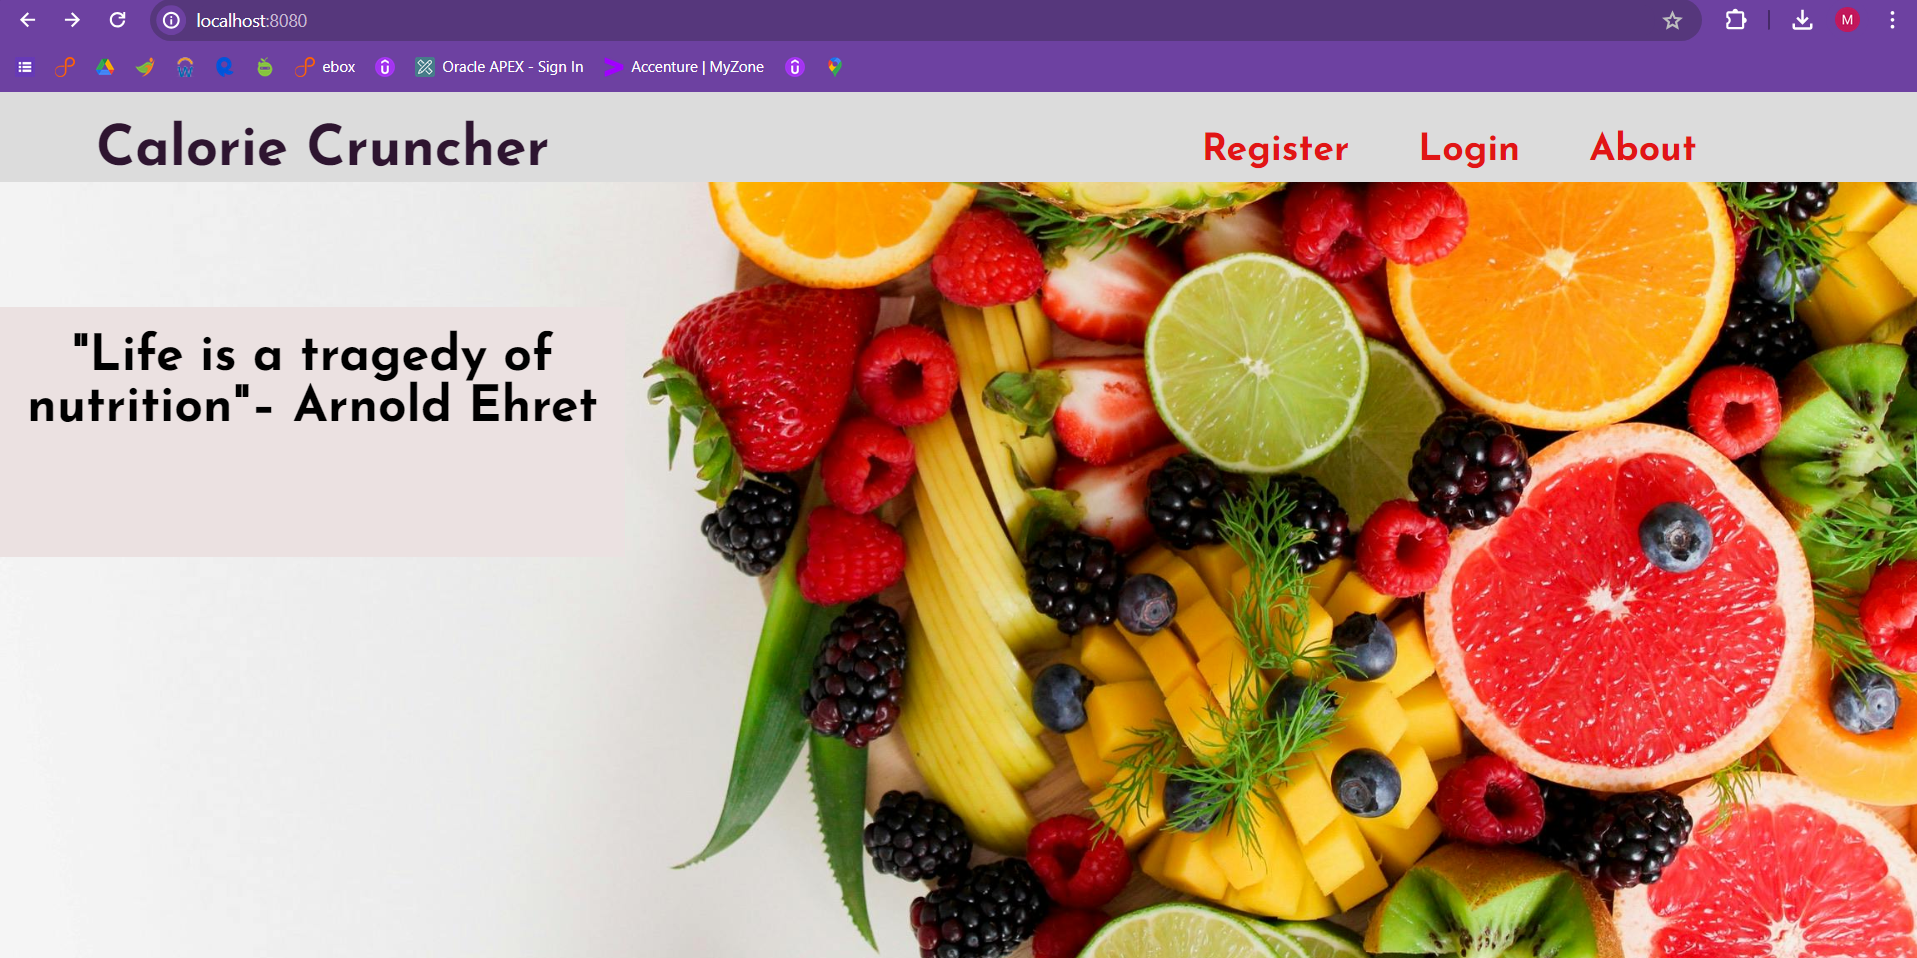 localhost:8080
M
ebox
Oracle APEX - Sign In
Accenture | MyZone
Calorie Cruncher
Register
Login
About
"Life is a tragedy of
nutrition"- Arnold Ehret